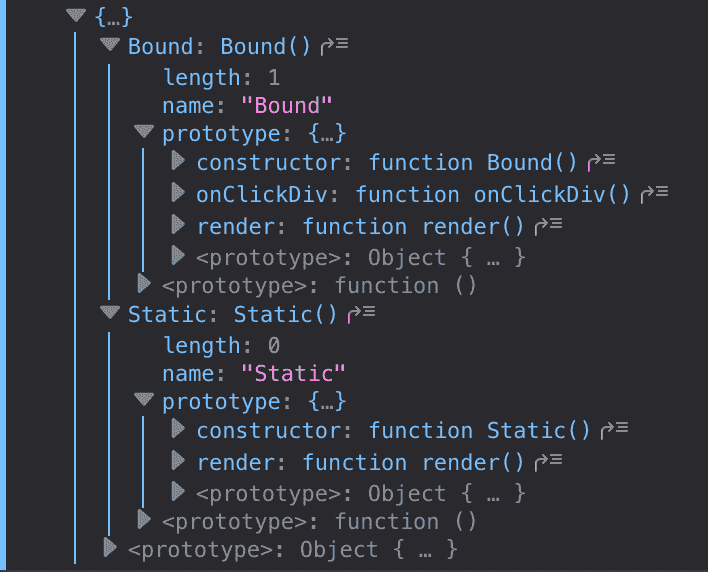 {…}
Bound: Bound()
length: 1
name: "Bound"
prototype: {…}
constructor: function Bound()
onClickDiv: function onClickDiv()
render: function render()
<prototype>: Object { … }
<prototype>: function ()
Static: Static()
length: 0
name: "Static"
prototype: {…}
constructor: function Static()
render: function render()
<prototype>: Object { … }
<prototype>: function ()
<prototype>: Object { … }